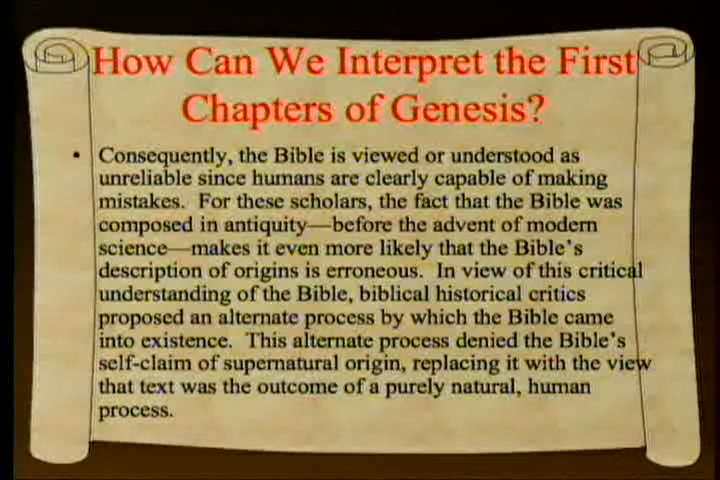 How Can We Interpret the First
Chapters of Genesis?
• Consequently, the Bible is viewed or understood as
unreliable since humans are clearly capable of making
mistakes. For these scholars, the fact that the Bible was
composed in antiquity—before the advent of modern
science—makes it even more likely that the Bible's
description of origins is erroneous. In view of this critical
understanding of the Bible, biblical historical critics
proposed an alternate process by which the Bible came
into existence. This alternate process denied the Bible's
self-claim of supernatural origin, replacing it with the view
that text was the outcome of a purely natural, human
process.